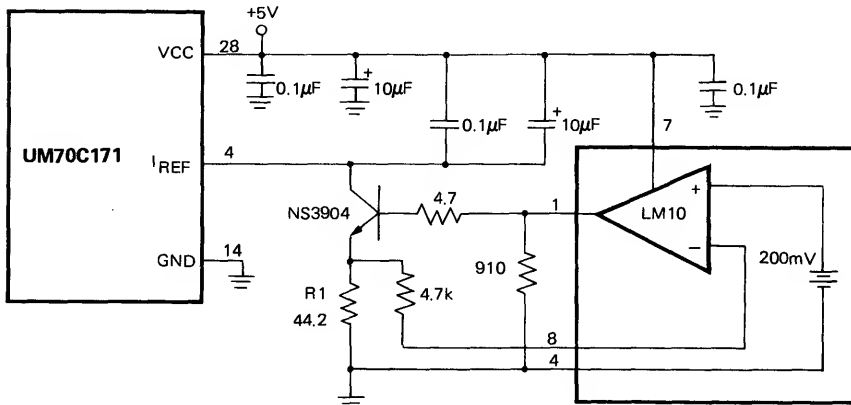 +5V
VCC
28
0.1µF
+
10µF
0.1µF
+
10µF
0.1µF
7
UM70C171
IREF
4
NS3904
4.7
1
+
LM10
−
910
200mV
GND
14
R1
44.2
4.7k
8
4